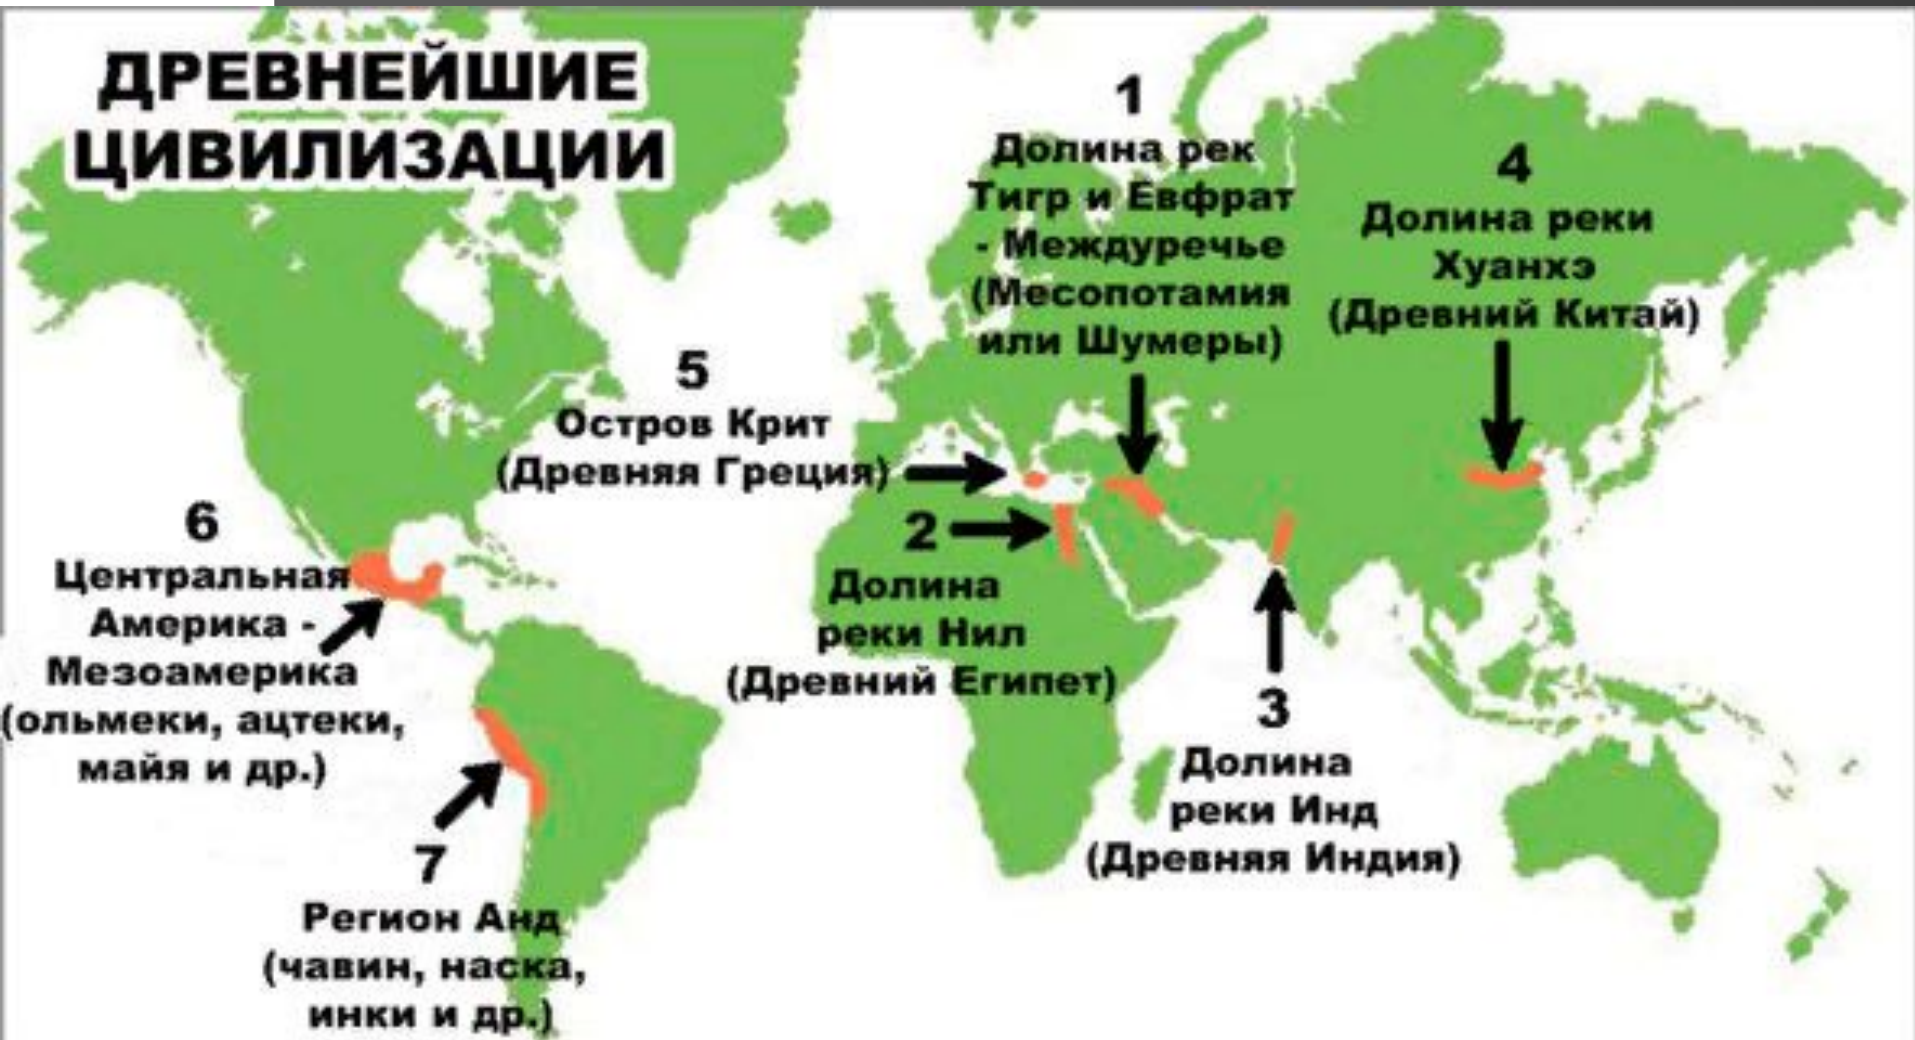 ДРЕВНЕЙШИЕ
ЦИВИЛИЗАЦИИ
1
Долина рек
Тигр и Евфрат
- Междуречье
(Месопотамия
или Шумеры)
4
Долина реки
Хуанхэ
(Древний Китай)
5
Остров Крит
(Древняя Греция)
6
Центральная
Америка -
Мезоамерика
(ольмеки, ацтеки,
майя и др.)
2
Долина
реки Нил
(Древний Египет)
3
Долина
реки Инд
(Древняя Индия)
7
Регион Анд
(чавин, наска,
инки и др.)